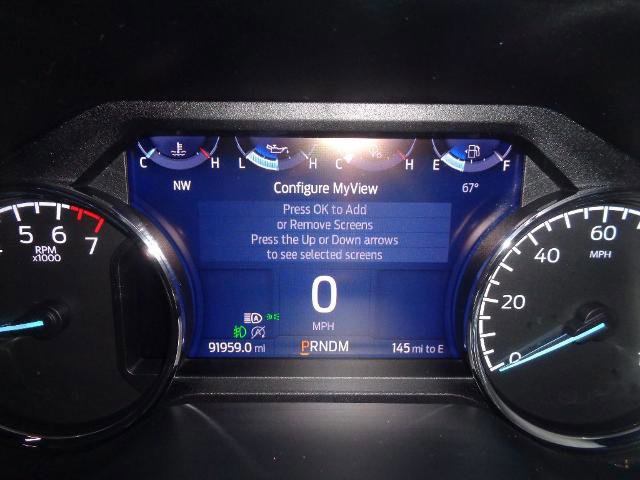 C H L H C H E F
NW
Configure MyView
67°
Press OK to Add
or Remove Screens
Press the Up or Down arrows
to see selected screens
5 6 7
RPM
x1000
0
MPH
0 20 40 60
MPH
91959.0 mi
PRNDM
145 mi to E